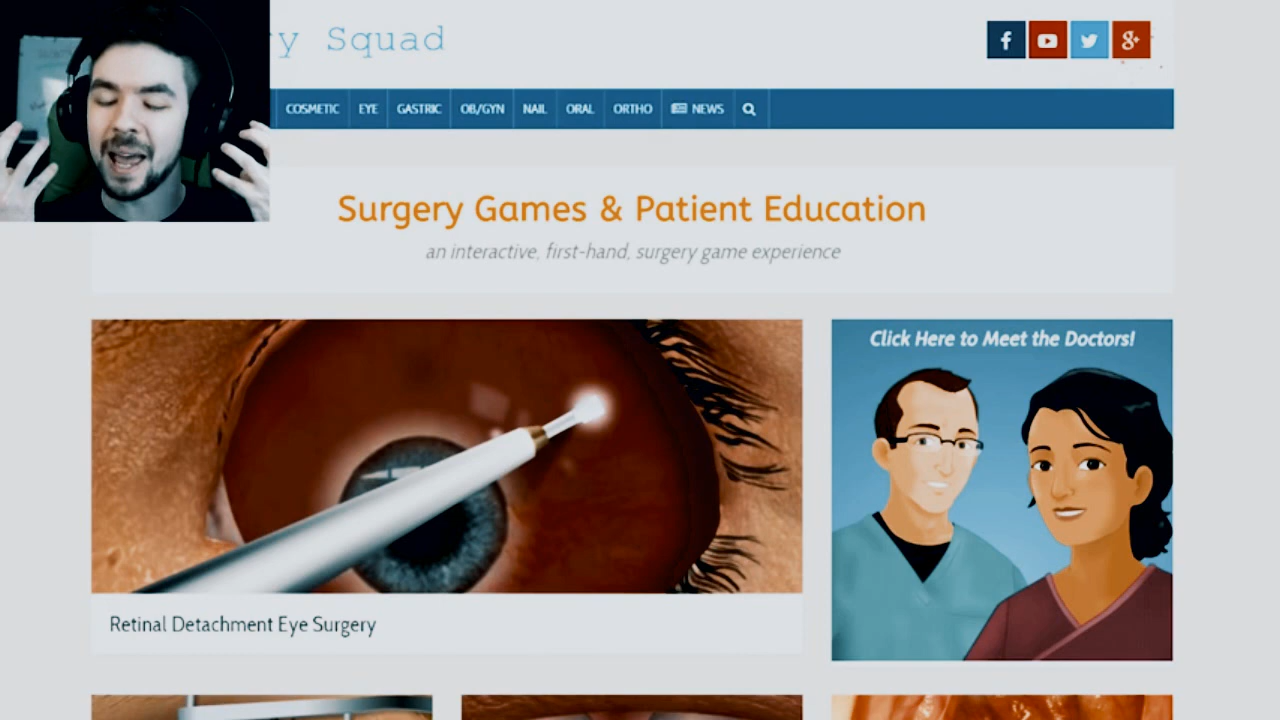 y Squad
COSMETIC EYE GASTRIC OB/GYN NAIL ORAL ORTHO NEWS
Surgery Games & Patient Education
an interactive, first-hand, surgery game experience
Click Here to Meet the Doctors!
Retinal Detachment Eye Surgery